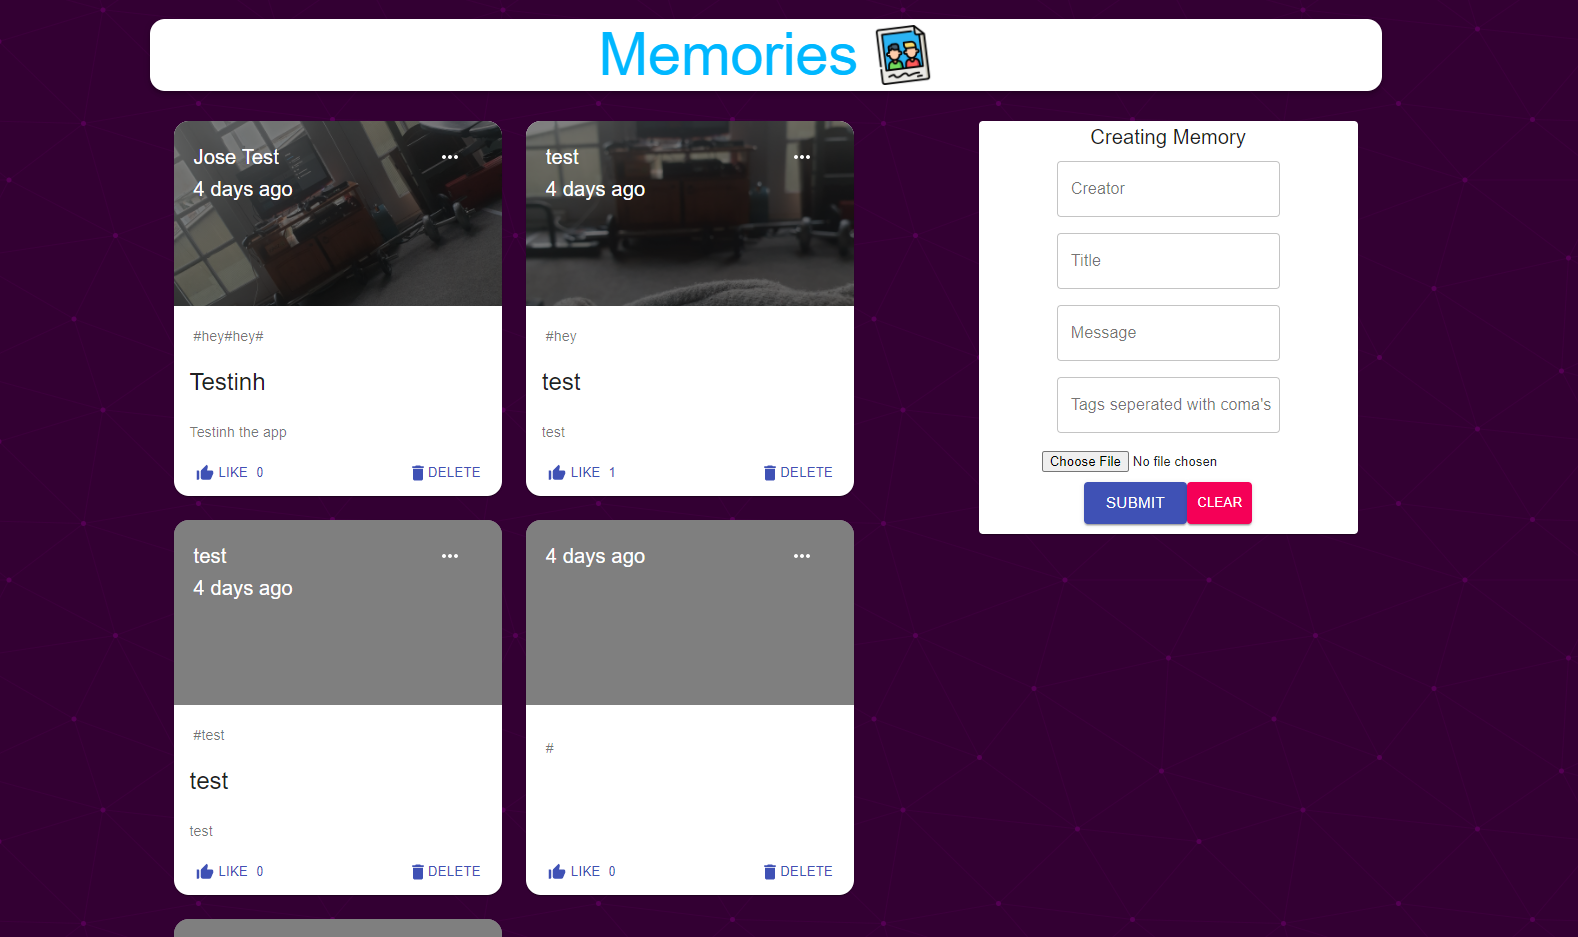 Memories
Jose Test
4 days ago
#hey#hey#
Testinh
Testinh the app
LIKE 0
DELETE
test
4 days ago
#hey
test
test
LIKE 1
DELETE
test
4 days ago
#test
test
test
LIKE 0
DELETE
4 days ago
#
LIKE 0
DELETE
Creating Memory
Creator
Title
Message
Tags seperated with coma's
Choose File No file chosen
SUBMIT CLEAR